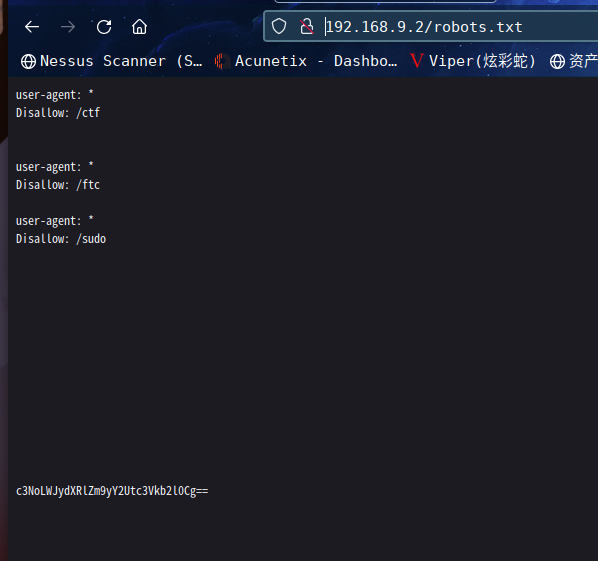 192.168.9.2/robots.txt
Nessus Scanner (S… Acunetix - Dashbo… Viper(炫彩蛇) 资产
user-agent: *
Disallow: /ctf
user-agent: *
Disallow: /ftc
user-agent: *
Disallow: /sudo
c3NoLWJydXRlZm9yY2Utc3Vkb2lOCg==